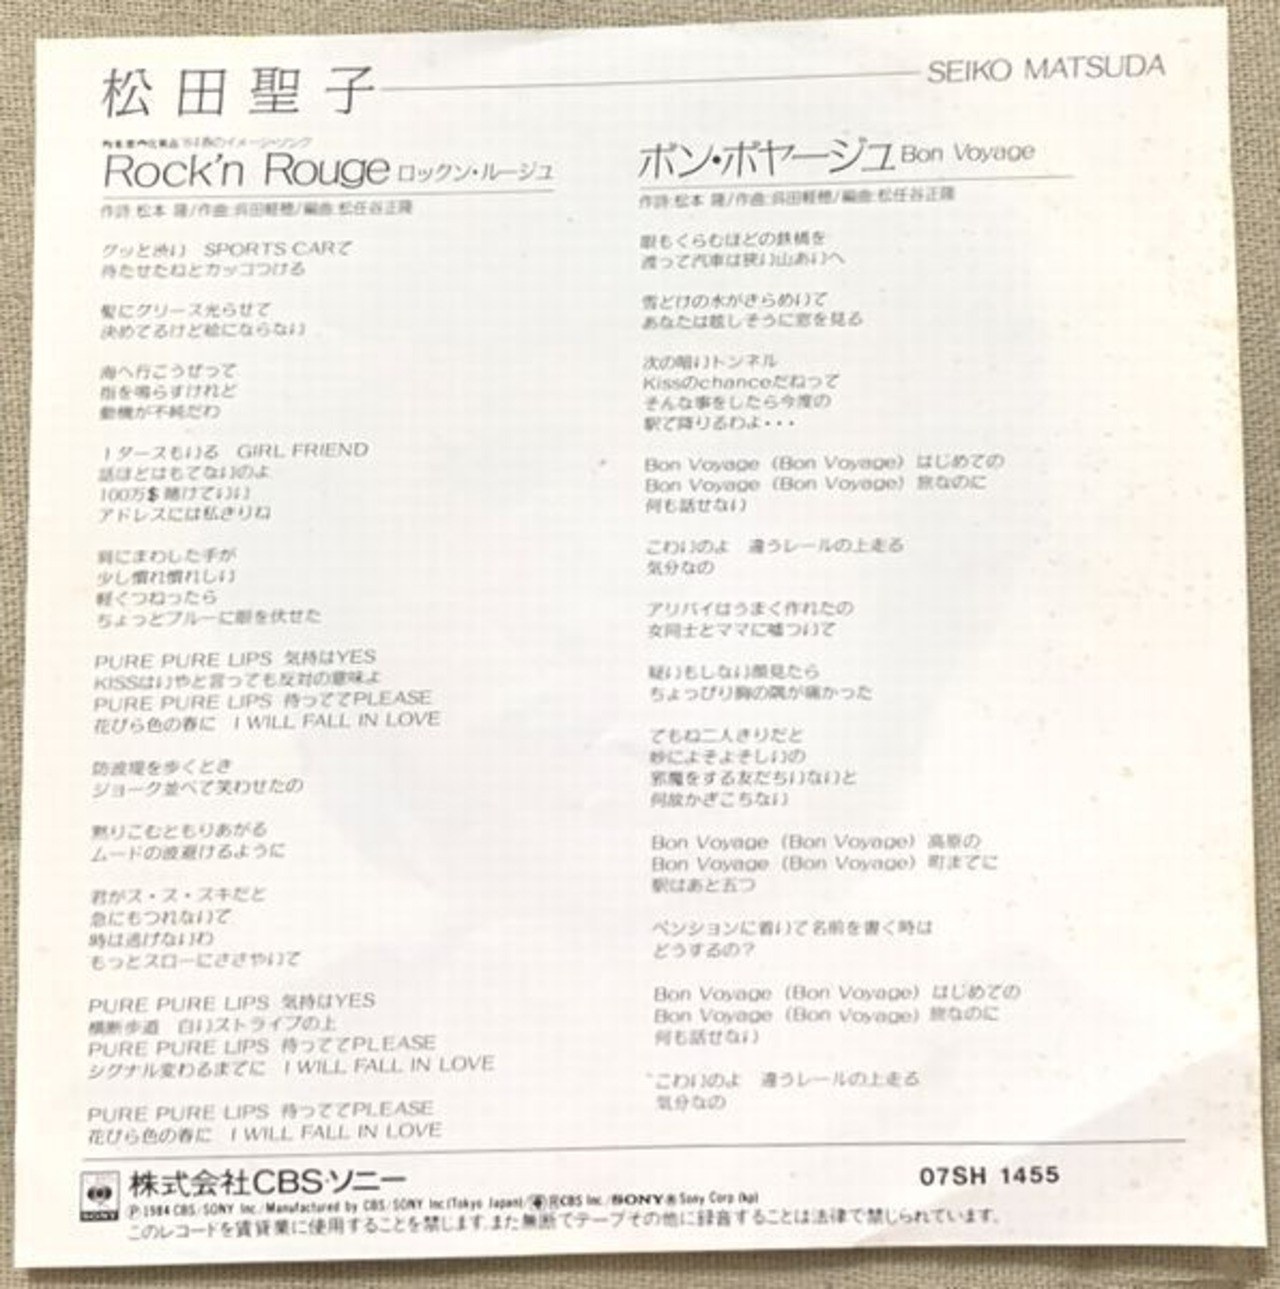 松田聖子 SEIKO MATSUDA
Rock'n Rouge ロックン・ルージュ
作詩:松本 隆/作曲:呉田軽穂/編曲:松任谷正隆
グッと渋い SPORTS CARで
待たせたねとカッコつける
髪にグリース光らせて
決めてるけど絵にならない
海へ行こうぜって
指を鳴らすけれど
動機が不純だわ
1ダースもいる GIRL FRIEND
話ほどはもてないのよ
100万$賭けていい
アドレスには私きりね
肩にまわした手が
少し慣れ慣れしい
軽くつねったら
ちょっとブルーに眼を伏せた
PURE PURE LIPS 気持はYES
KISSはいやと言っても反対の意味よ
PURE PURE LIPS 待っててPLEASE
花びら色の春に I WILL FALL IN LOVE
防波堤を歩くとき
ジョーク並べて笑わせたの
黙りこむともりあがる
ムードの波避けるように
君がス・ス・スキだと
急にもつれないで
時は逃げないわ
もっとスローにささやいて
PURE PURE LIPS 気持はYES
横断歩道 白いストライプの上
PURE PURE LIPS 待っててPLEASE
シグナル変わるまでに I WILL FALL IN LOVE
PURE PURE LIPS 待っててPLEASE
花びら色の春に I WILL FALL IN LOVE
ボン・ボヤージュ Bon Voyage
作詩:松本 隆/作曲:呉田軽穂/編曲:松任谷正隆
眼もくらむほどの鉄橋を
渡って汽車は狭い山あいへ
雪どけの水がきらめいて
あなたは眩しそうに窓を見る
次の暗いトンネル
Kissのchanceだねって
そんな事をしたら今度の
駅で降りるわよ・・・
Bon Voyage (Bon Voyage) はじめての
Bon Voyage (Bon Voyage) 旅なのに
何も話せない
こわいのよ 違うレールの上走る
気分なの
アリバイはうまく作れたの
女同士とママに嘘ついて
疑いもしない顔見たら
ちょっぴり胸の隅が痛かった
でもね二人きりだと
妙によそよそしいの
邪魔をする友だちいないと
何故かぎこちない
Bon Voyage (Bon Voyage) 高原の
Bon Voyage (Bon Voyage) 町までに
駅はあと五つ
ペンションに着いて名前を書く時は
どうするの?
Bon Voyage (Bon Voyage) はじめての
Bon Voyage (Bon Voyage) 旅なのに
何も話せない
こわいのよ 違うレールの上走る
気分なの
SONY
株式会社CBS・ソニー
07SH 1455
Ⓟ1984 CBS/SONY Inc./Manufactured by CBS/SONY Inc.(Tokyo Japan)/ ®CBS Inc./SONY®Sony Corp.(kp)
このレコードを賃貸業に使用することを禁じます。また無断でテープその他に録音することは法律で禁じられています。